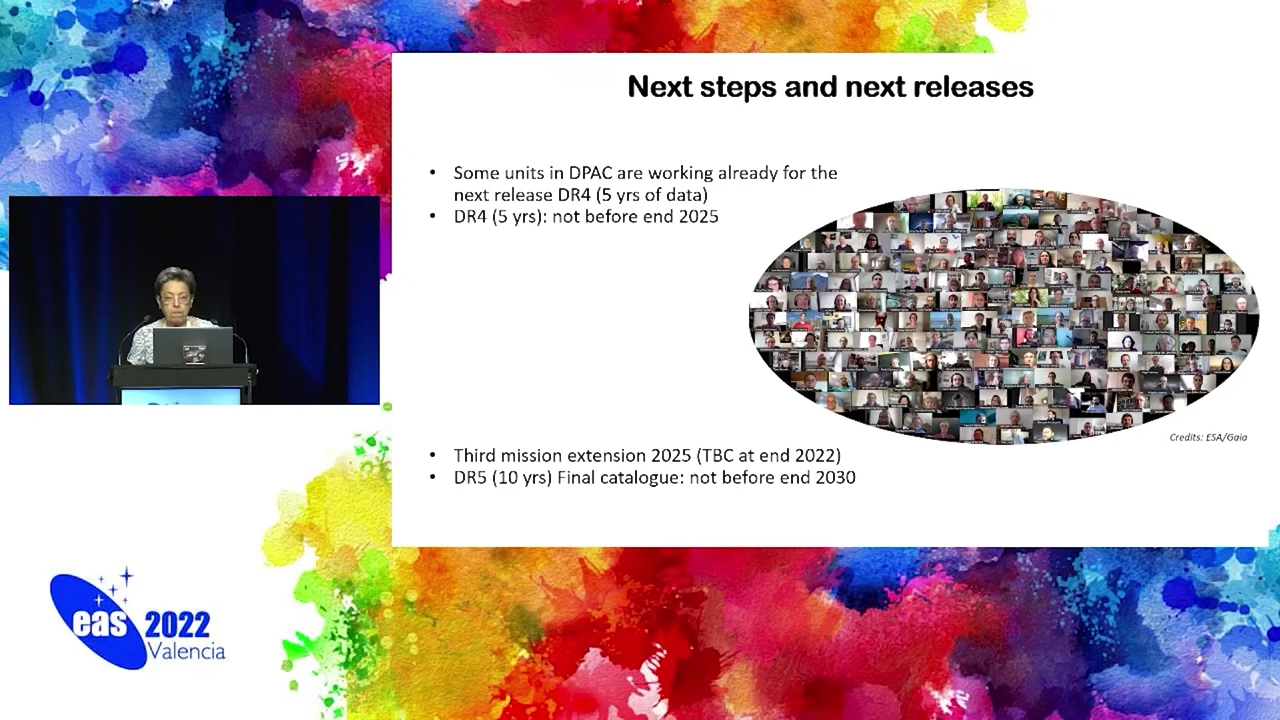 Next steps and next releases
• Some units in DPAC are working already for the
next release DR4 (5 yrs of data)
• DR4 (5 yrs): not before end 2025
Credits: ESA/Gaia
• Third mission extension 2025 (TBC at end 2022)
• DR5 (10 yrs) Final catalogue: not before end 2030
eas 2022
Valencia